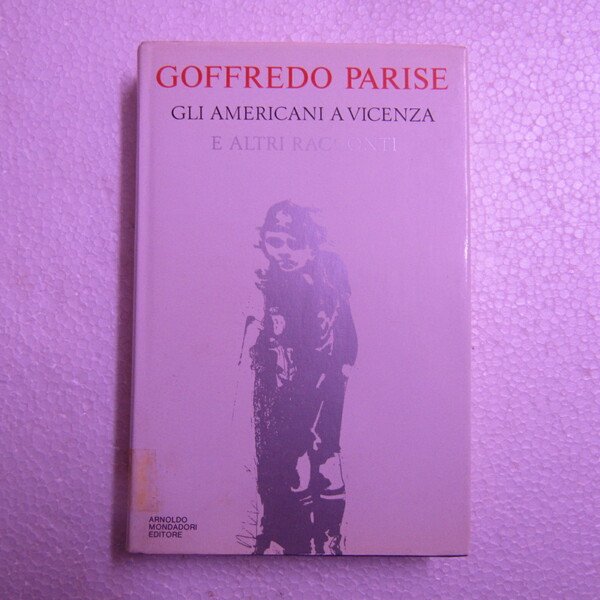 GOFFREDO PARISE
GLI AMERICANI A VICENZA
E ALTRI RACCONTI
ARNOLDO
MONDADORI
EDITORE